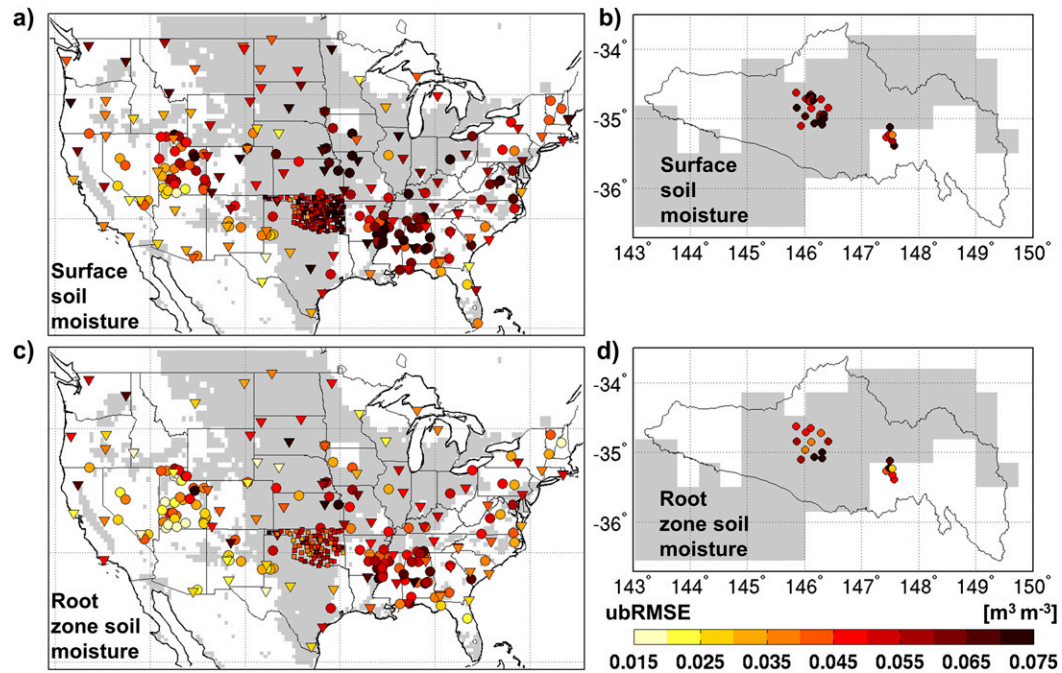 a)
Surface
soil
moisture
b)
-34˚
-35˚
-36˚
Surface
soil
moisture
143˚ 144˚ 145˚ 146˚ 147˚ 148˚ 149˚ 150˚
c)
Root
zone soil
moisture
d)
-34˚
-35˚
-36˚
Root
zone soil
moisture
143˚ 144˚ 145˚ 146˚ 147˚ 148˚ 149˚ 150˚
ubRMSE [m³ m⁻³]
0.015 0.025 0.035 0.045 0.055 0.065 0.075